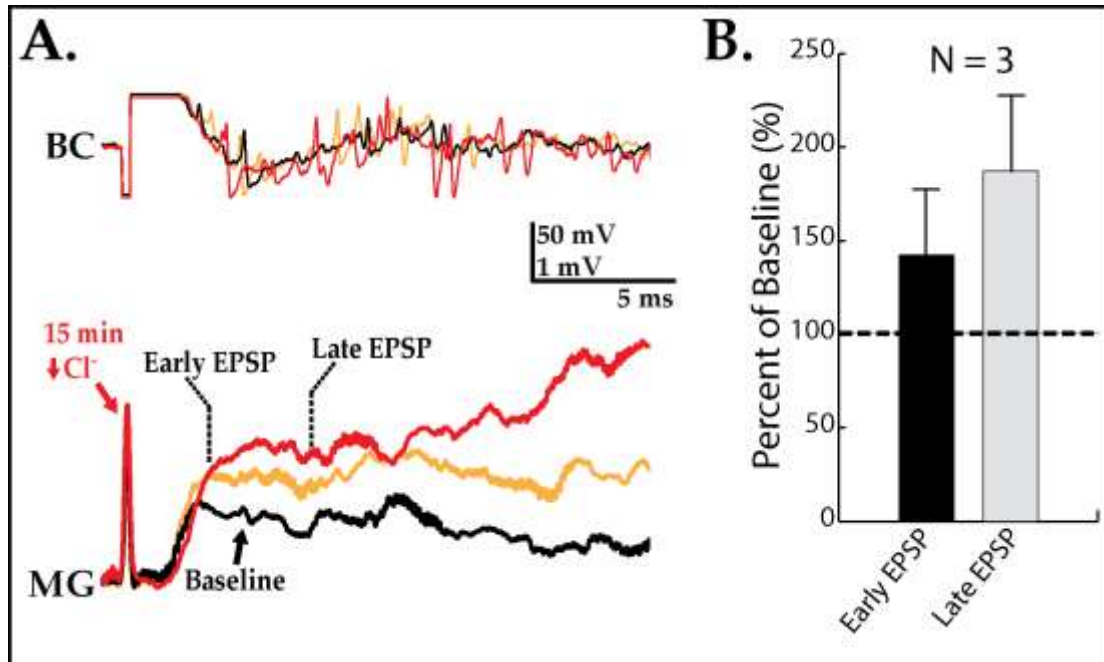 A.
BC
50 mV
1 mV
5 ms
15 min
↓Cl⁻
Early EPSP
Late EPSP
Baseline
MG
B.
N = 3
Percent of Baseline (%)
250
200
150
100
50
0
Early EPSP
Late EPSP